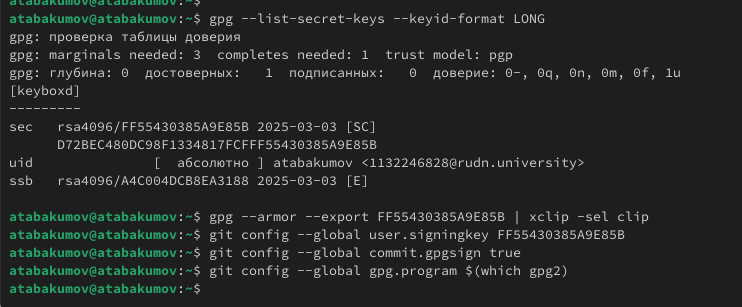 atabakumov@atabakumov:~$
atabakumov@atabakumov:~$ gpg --list-secret-keys --keyid-format LONG
gpg: проверка таблицы доверия
gpg: marginals needed: 3  completes needed: 1  trust model: pgp
gpg: глубина: 0  достоверных:   1  подписанных:   0  доверие: 0-, 0q, 0n, 0m, 0f, 1u
[keyboxd]
---------
sec   rsa4096/FF55430385A9E85B 2025-03-03 [SC]
      D72BEC480DC98F1334817FCFFF55430385A9E85B
uid               [  абсолютно ] atabakumov <1132246828@rudn.university>
ssb   rsa4096/A4C004DCB8EA3188 2025-03-03 [E]
atabakumov@atabakumov:~$ gpg --armor --export FF55430385A9E85B | xclip -sel clip
atabakumov@atabakumov:~$ git config --global user.signingkey FF55430385A9E85B
atabakumov@atabakumov:~$ git config --global commit.gpgsign true
atabakumov@atabakumov:~$ git config --global gpg.program $(which gpg2)
atabakumov@atabakumov:~$